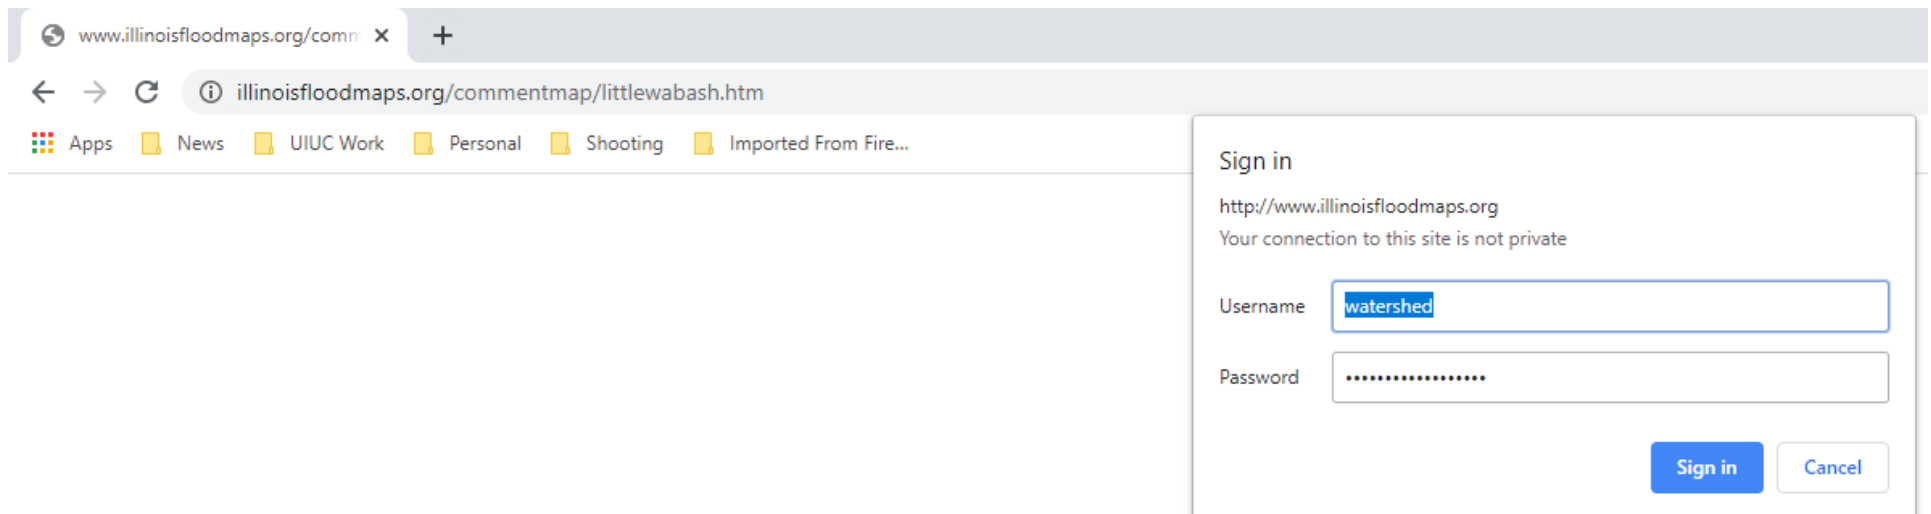 www.illinoisfloodmaps.org/comm
illinoisfloodmaps.org/commentmap/littlewabash.htm
Apps News UIUC Work Personal Shooting Imported From Fire...
Sign in
http://www.illinoisfloodmaps.org
Your connection to this site is not private
Username watershed
Password ••••••••••••••••••
Sign in Cancel